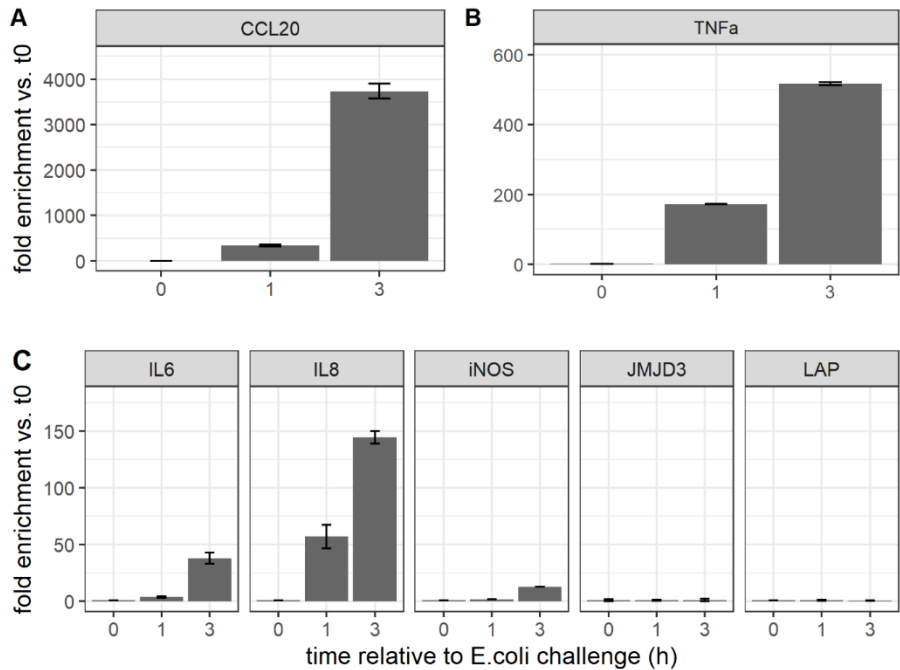 A
CCL20
fold enrichment vs. t0
4000
3000
2000
1000
0
0 1 3
B
TNFa
600
400
200
0
0 1 3
C
IL6 IL8 iNOS JMJD3 LAP
fold enrichment vs. t0
150
100
50
0
0 1 3 0 1 3 0 1 3 0 1 3 0 1 3
time relative to E.coli challenge (h)